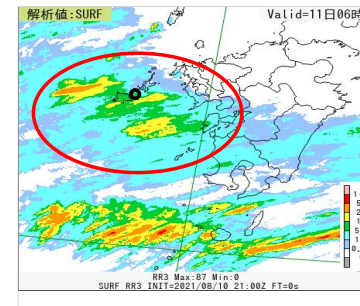 解析値:SURF Valid=11日06時
RR3 Max:87 Min:0
SURF RR3 INIT=2021/08/10 21:00Z FT=0s